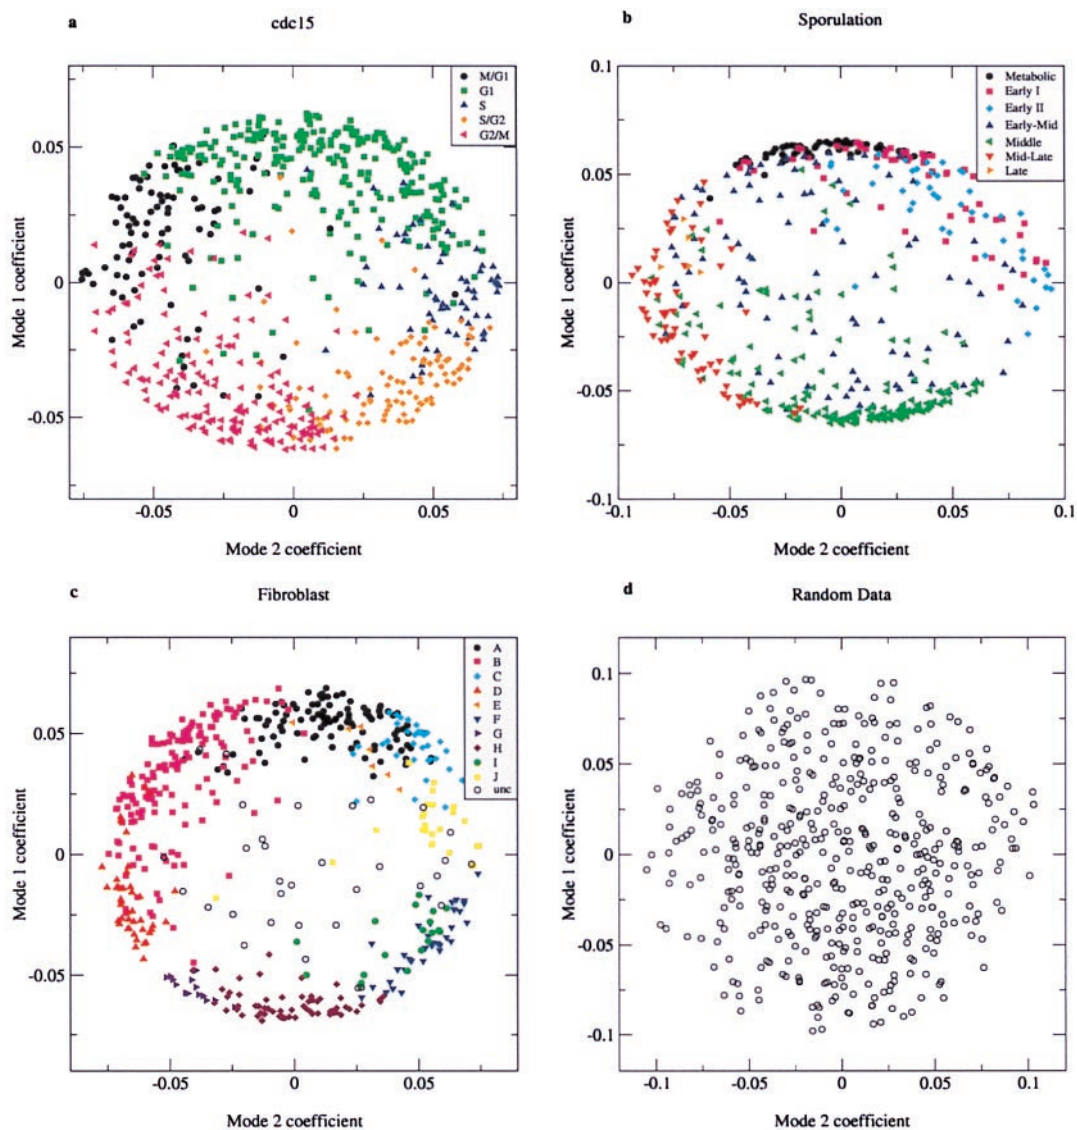 a
cdc15
M/G1
G1
S
S/G2
G2/M
0.05
0
-0.05
-0.05
0
0.05
Mode 1 coefficient
Mode 2 coefficient
b
Sporulation
Metabolic
Early I
Early II
Early-Mid
Middle
Mid-Late
Late
0.1
0.05
0
-0.05
-0.1
-0.1
-0.05
0
0.05
0.1
Mode 1 coefficient
Mode 2 coefficient
c
Fibroblast
A
B
C
D
E
F
G
H
I
J
unc
0.05
0
-0.05
-0.05
0
0.05
Mode 1 coefficient
Mode 2 coefficient
d
Random Data
0.1
0.05
0
-0.05
-0.1
-0.1
-0.05
0
0.05
0.1
Mode 1 coefficient
Mode 2 coefficient